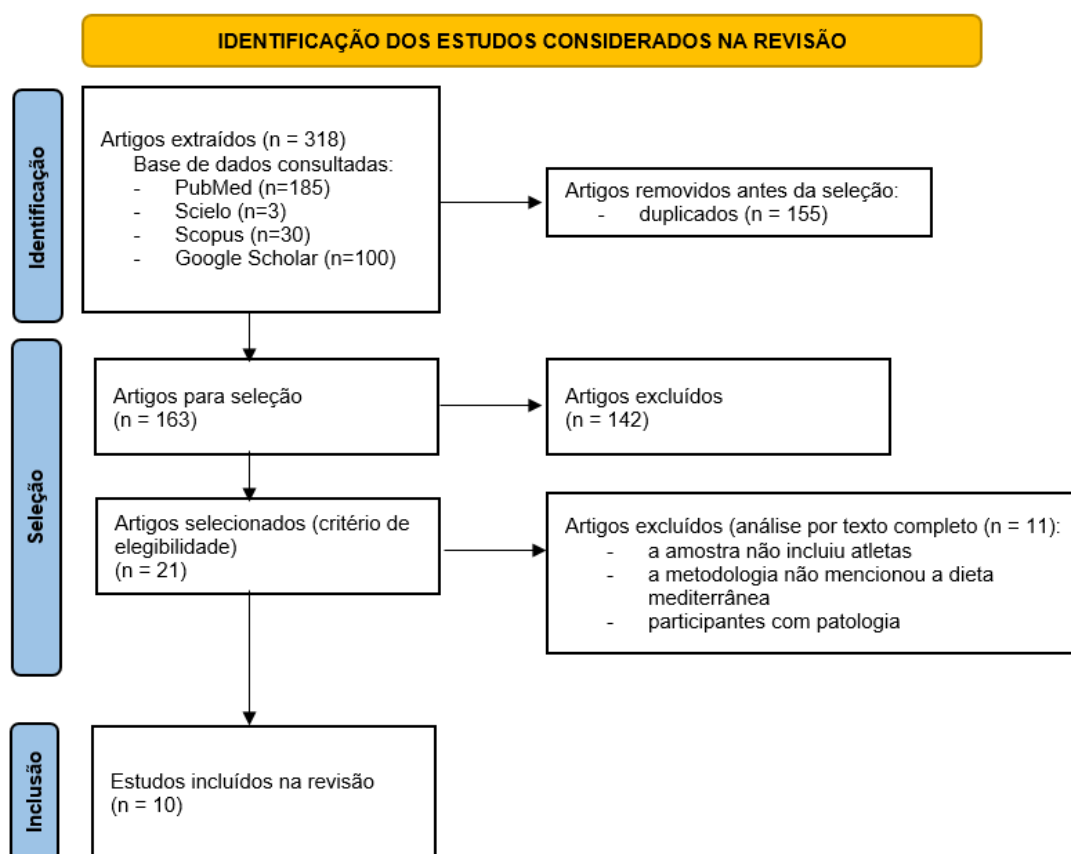 IDENTIFICAÇÃO DOS ESTUDOS CONSIDERADOS NA REVISÃO
Identificação
Artigos extraídos (n = 318)
Base de dados consultadas:
- PubMed (n=185)
- Scielo (n=3)
- Scopus (n=30)
- Google Scholar (n=100)
Artigos removidos antes da seleção:
- duplicados (n = 155)
Seleção
Artigos para seleção
(n = 163)
Artigos excluídos
(n = 142)
Artigos selecionados (critério de
elegibilidade)
(n = 21)
Artigos excluídos (análise por texto completo (n = 11):
- a amostra não incluiu atletas
- a metodologia não mencionou a dieta
mediterrânea
- participantes com patologia
Inclusão
Estudos incluídos na revisão
(n = 10)